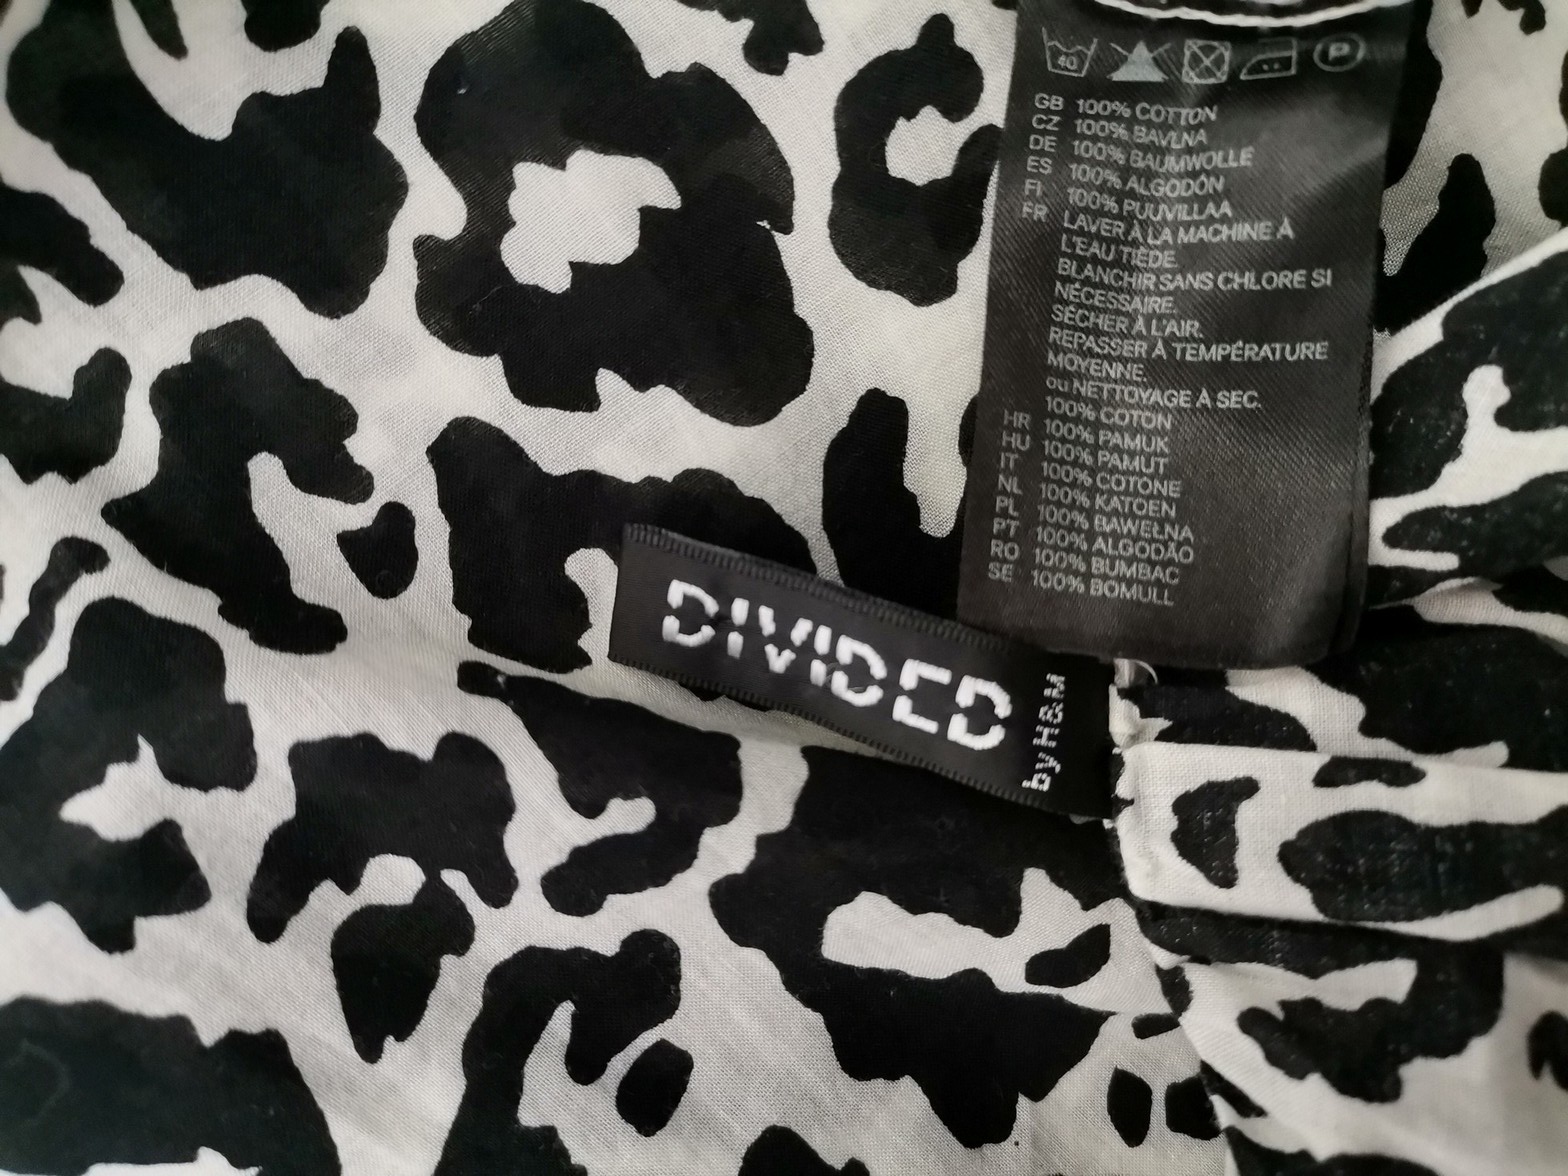 40 P
GB 100% COTTON
CZ 100% BAVLNA
DE 100% BAUMWOLLE
ES 100% ALGODÓN
FI 100% PUUVILLAA
FR LAVER À LA MACHINE À
L'EAU TIÈDE.
BLANCHIR SANS CHLORE SI
NÉCESSAIRE.
SÉCHER À L'AIR.
REPASSER À TEMPÉRATURE
MOYENNE.
ou NETTOYAGE À SEC.
100% COTON
HR 100% PAMUK
HU 100% PAMUT
IT 100% COTONE
NL 100% KATOEN
PL 100% BAWEŁNA
PT 100% ALGODÃO
RO 100% BUMBAC
SE 100% BOMULL
DIVIDED
by H&M